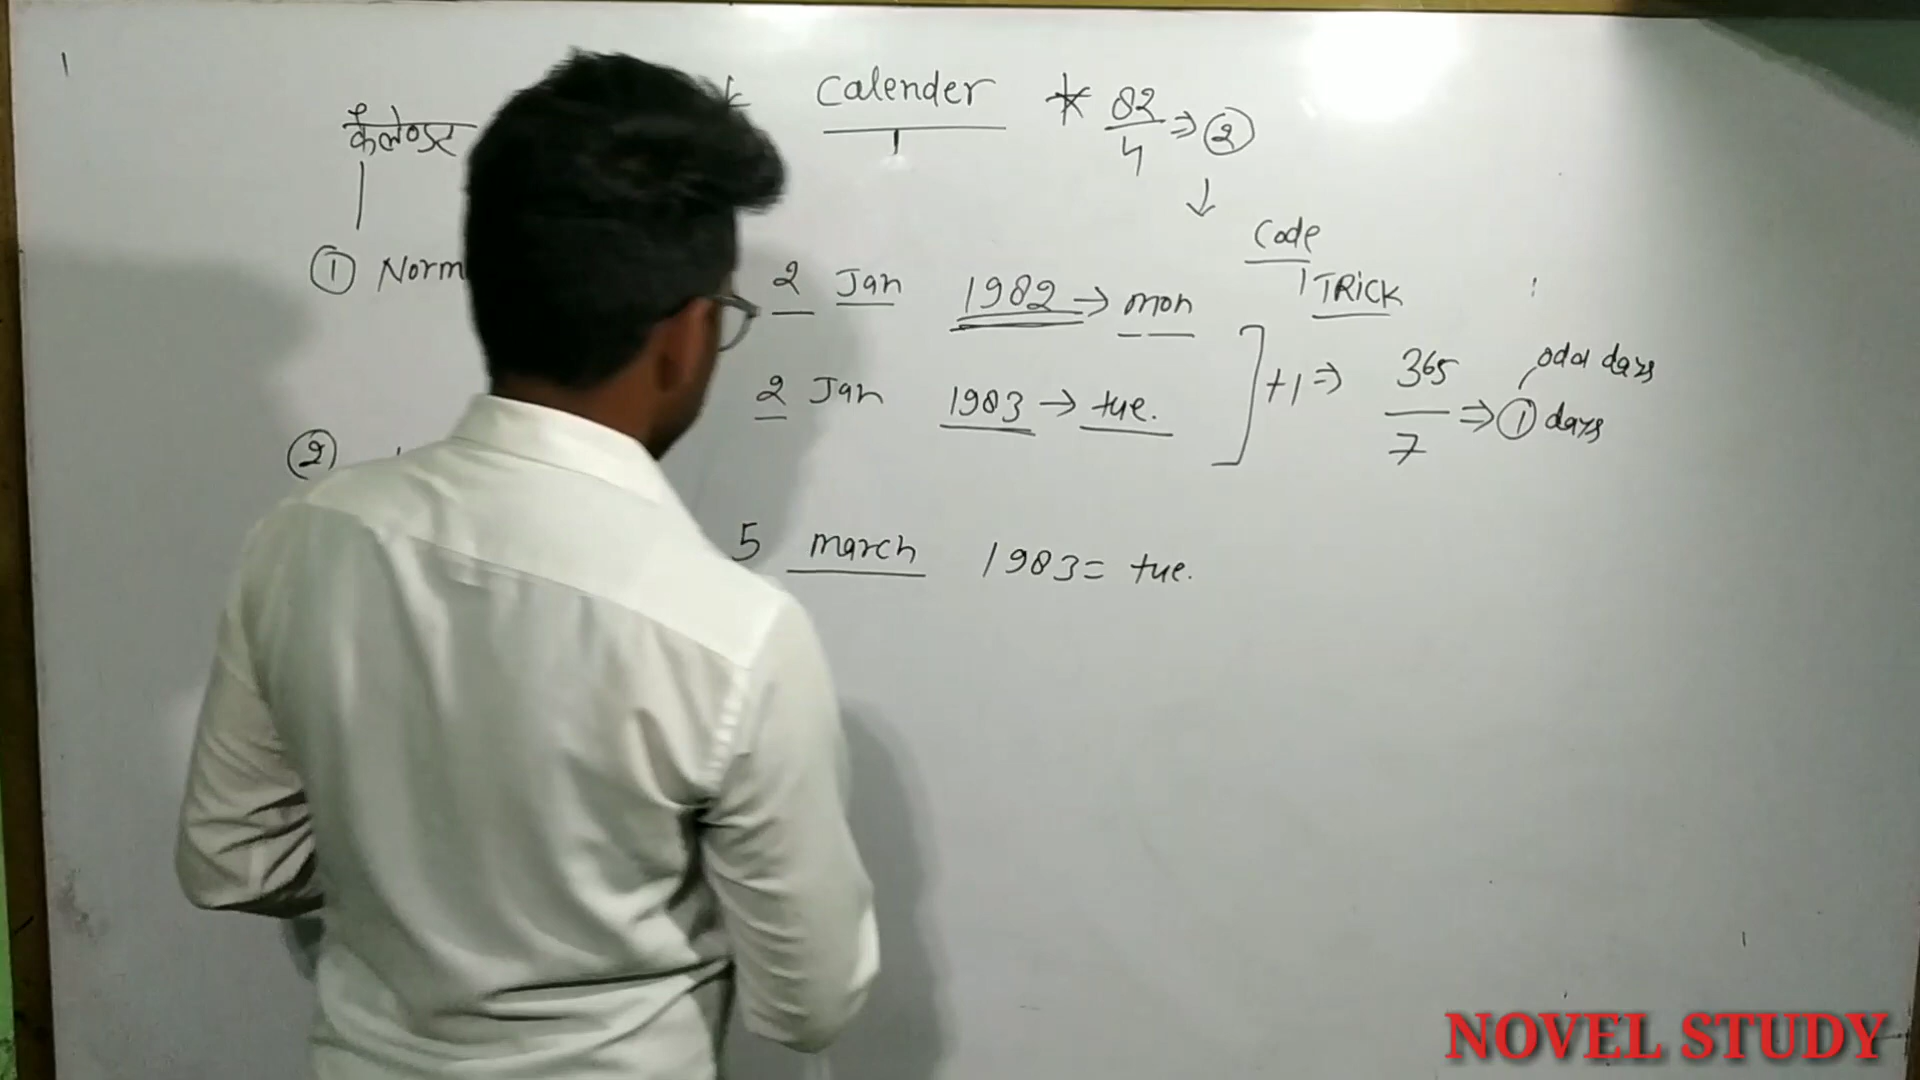 Calender * 82/4 ⇒ 2
कैलेण्डर
Code
TRICK
① Norm
2 Jan 1982 → mon
2 Jan 1983 → tue.
+1 ⇒ 365/7 ⇒ ① days
odd days
②
5 march 1983 = tue.
NOVEL STUDY